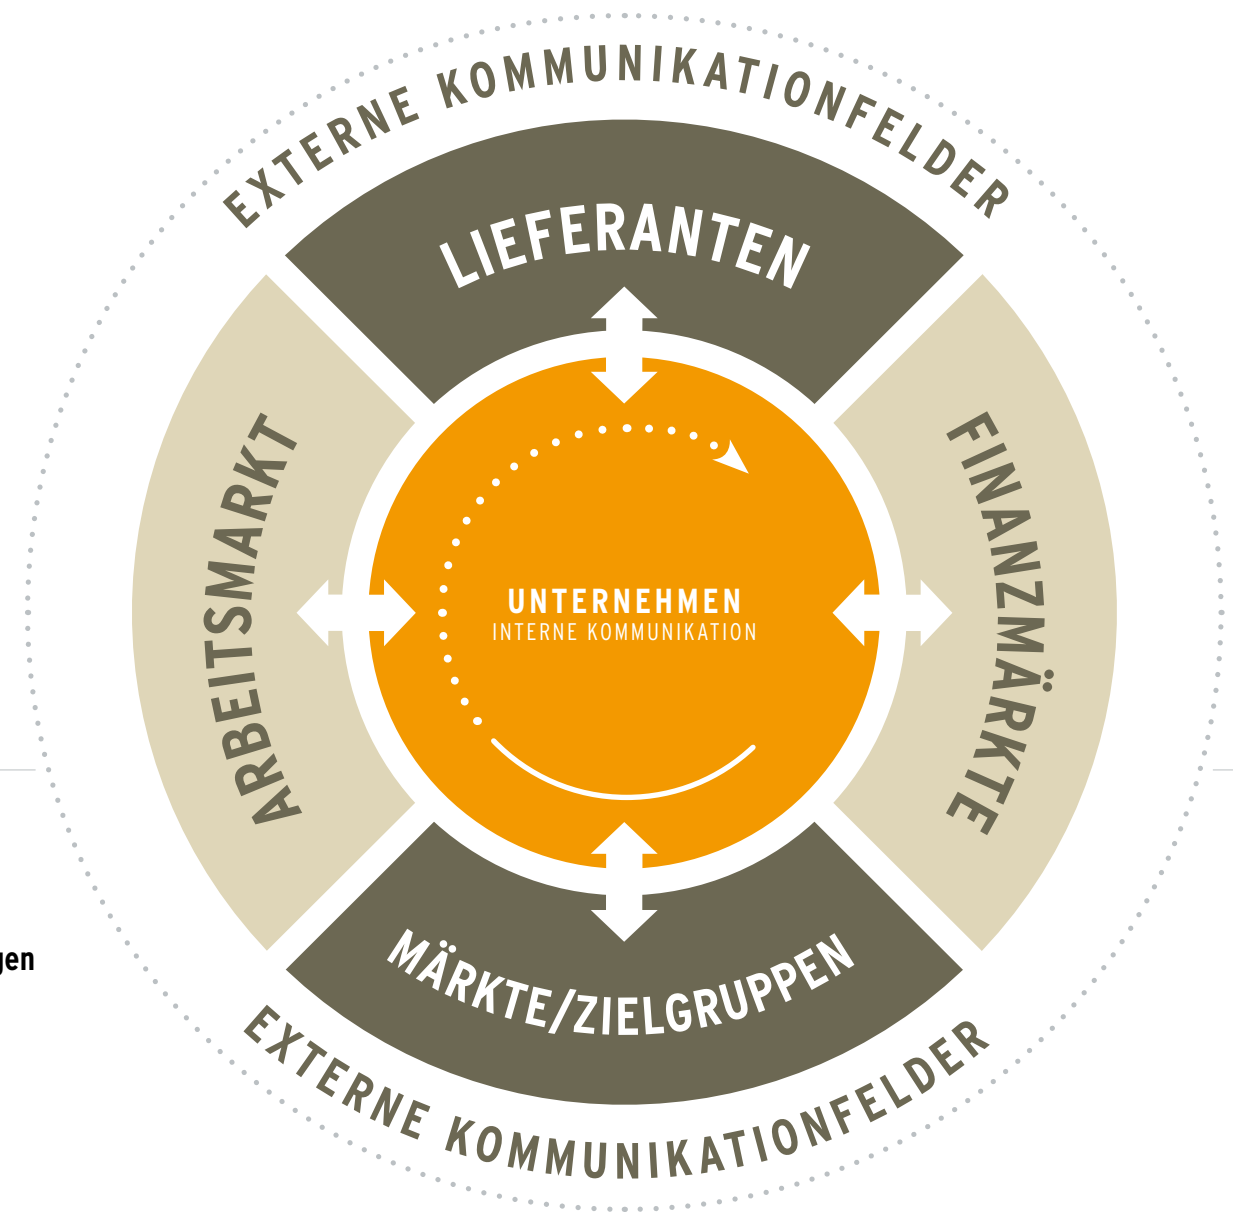 EXTERNE KOMMUNIKATIONFELDER
LIEFERANTEN
ARBEITSMARKT
FINANZMÄRKTE
UNTERNEHMEN
INTERNE KOMMUNIKATION
MÄRKTE/ZIELGRUPPEN
EXTERNE KOMMUNIKATIONFELDER